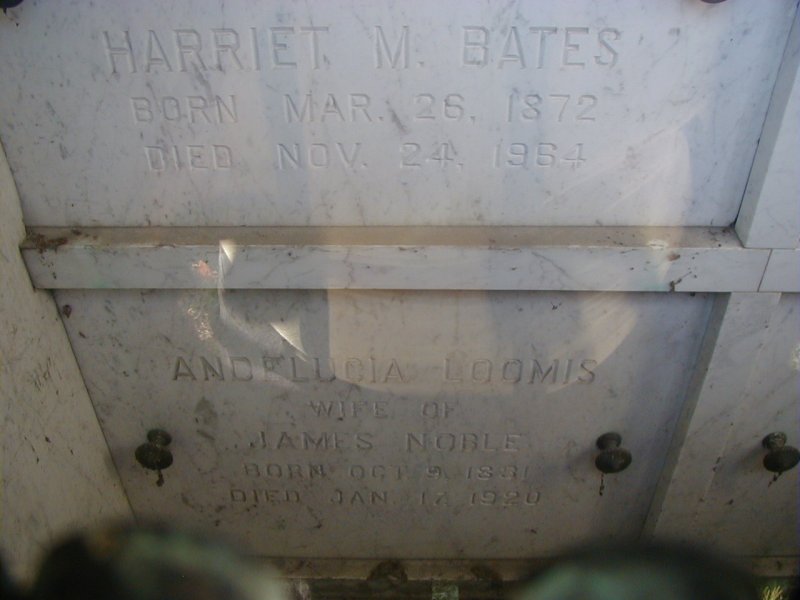 HARRIET M. BATES
BORN MAR. 26, 1872
DIED NOV. 24, 1964
ANDELUCIA LOOMIS
WIFE OF
JAMES NOBLE
BORN OCT. 9, 1831
DIED JAN. 17, 1920